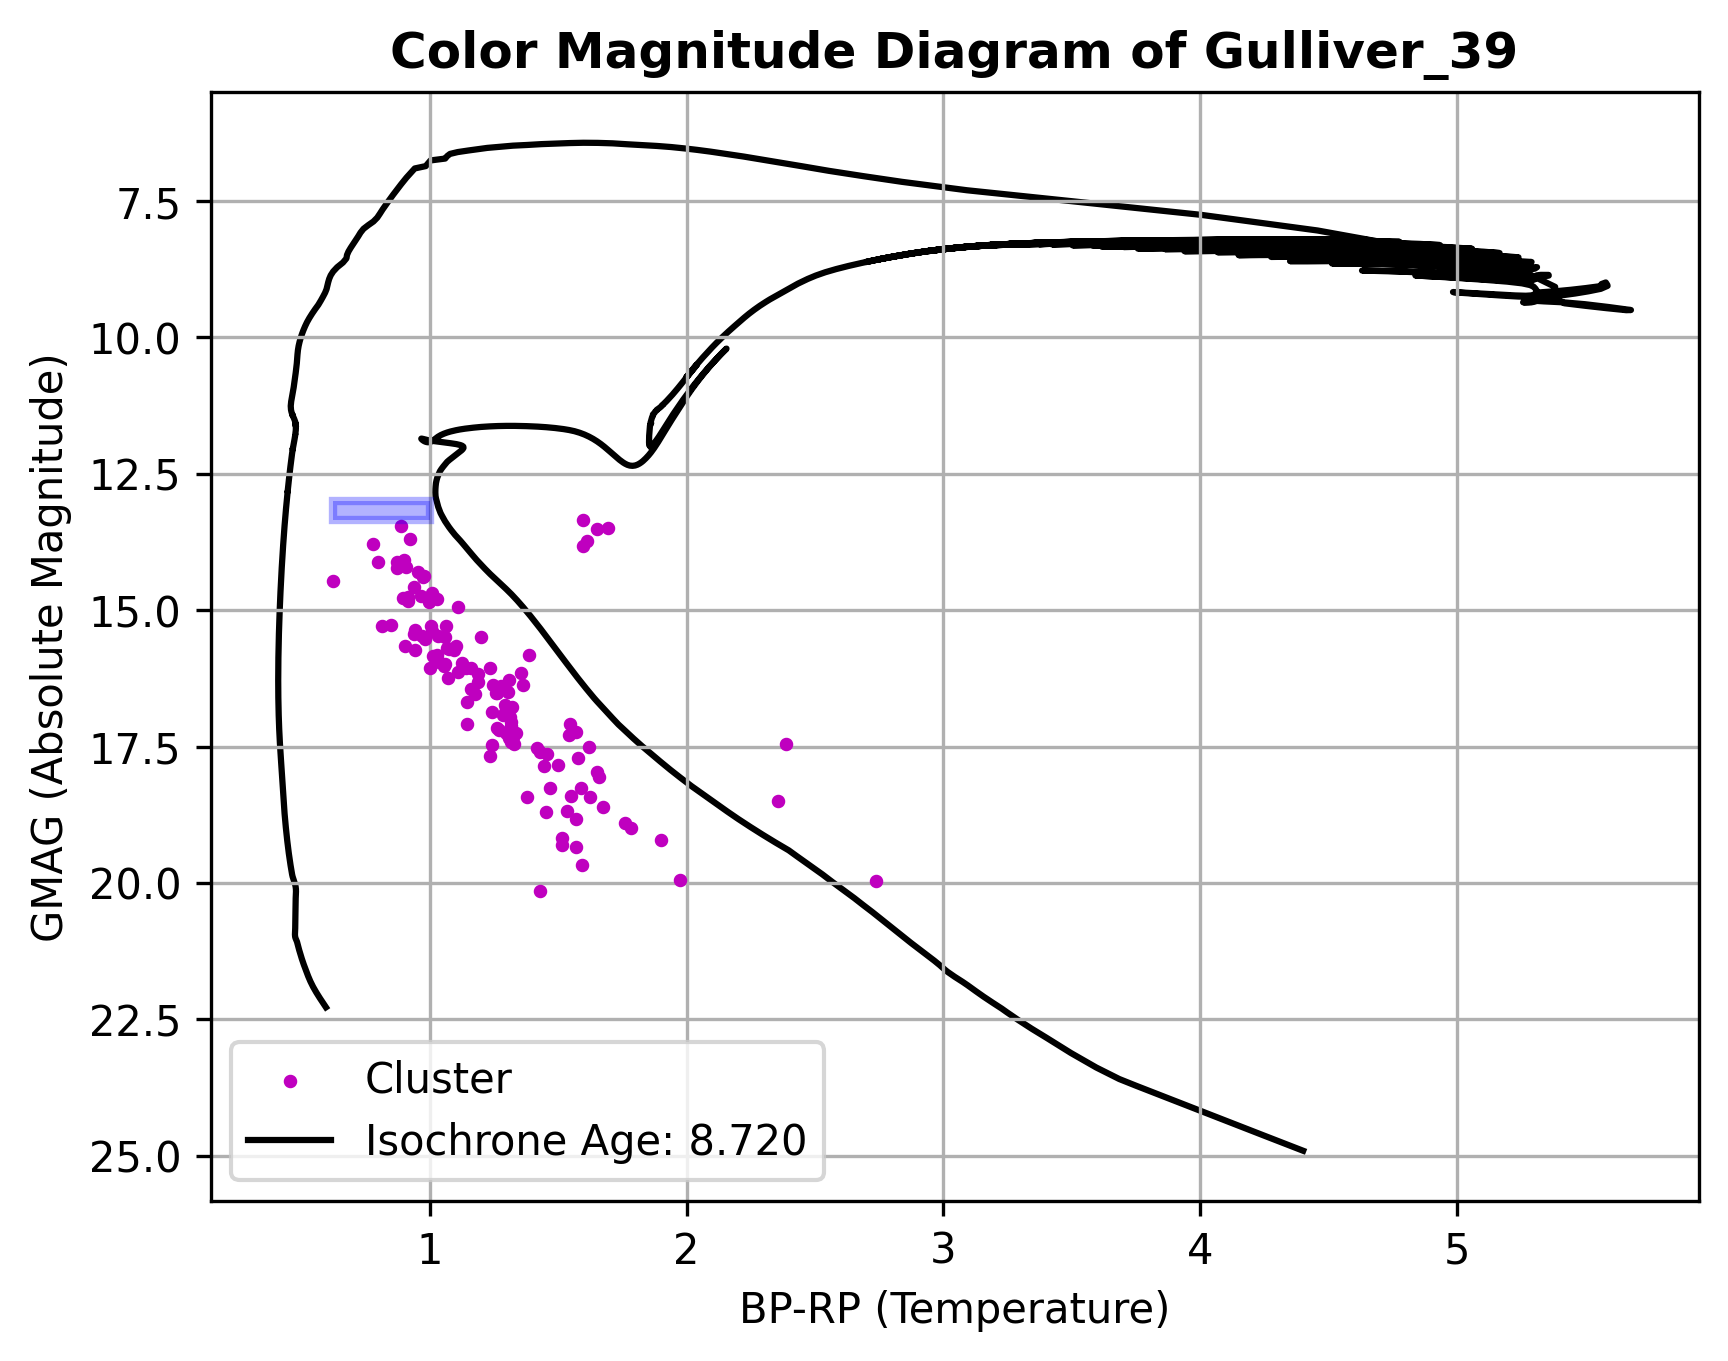 Color Magnitude Diagram of Gulliver_39
GMAG (Absolute Magnitude)
7.5
10.0
12.5
15.0
17.5
20.0
22.5
25.0
Cluster
Isochrone Age: 8.720
1 2 3 4 5
BP-RP (Temperature)